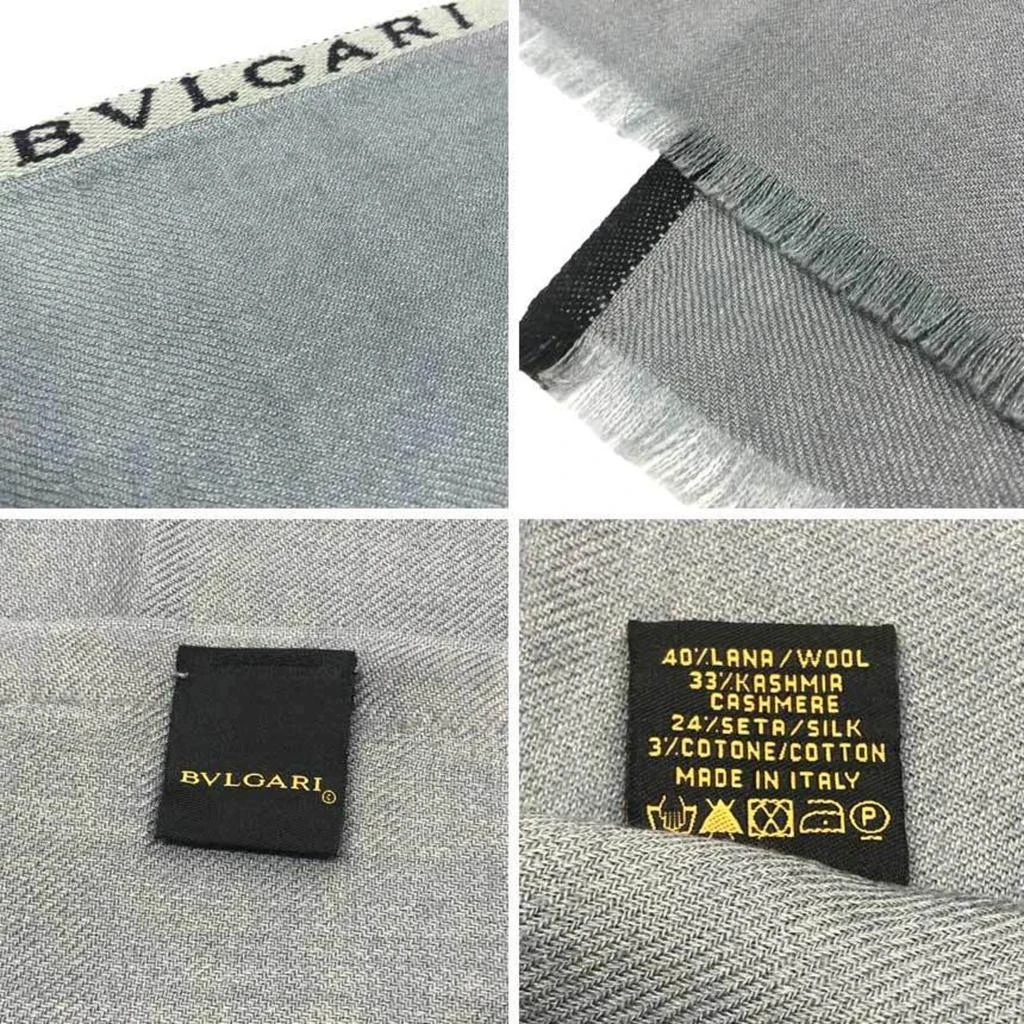 BVLGARI
BVLGARI©
40%LANA/WOOL
33%KASHMIR
CASHMERE
24%SETA/SILK
3%COTONE/COTTON
MADE IN ITALY
P